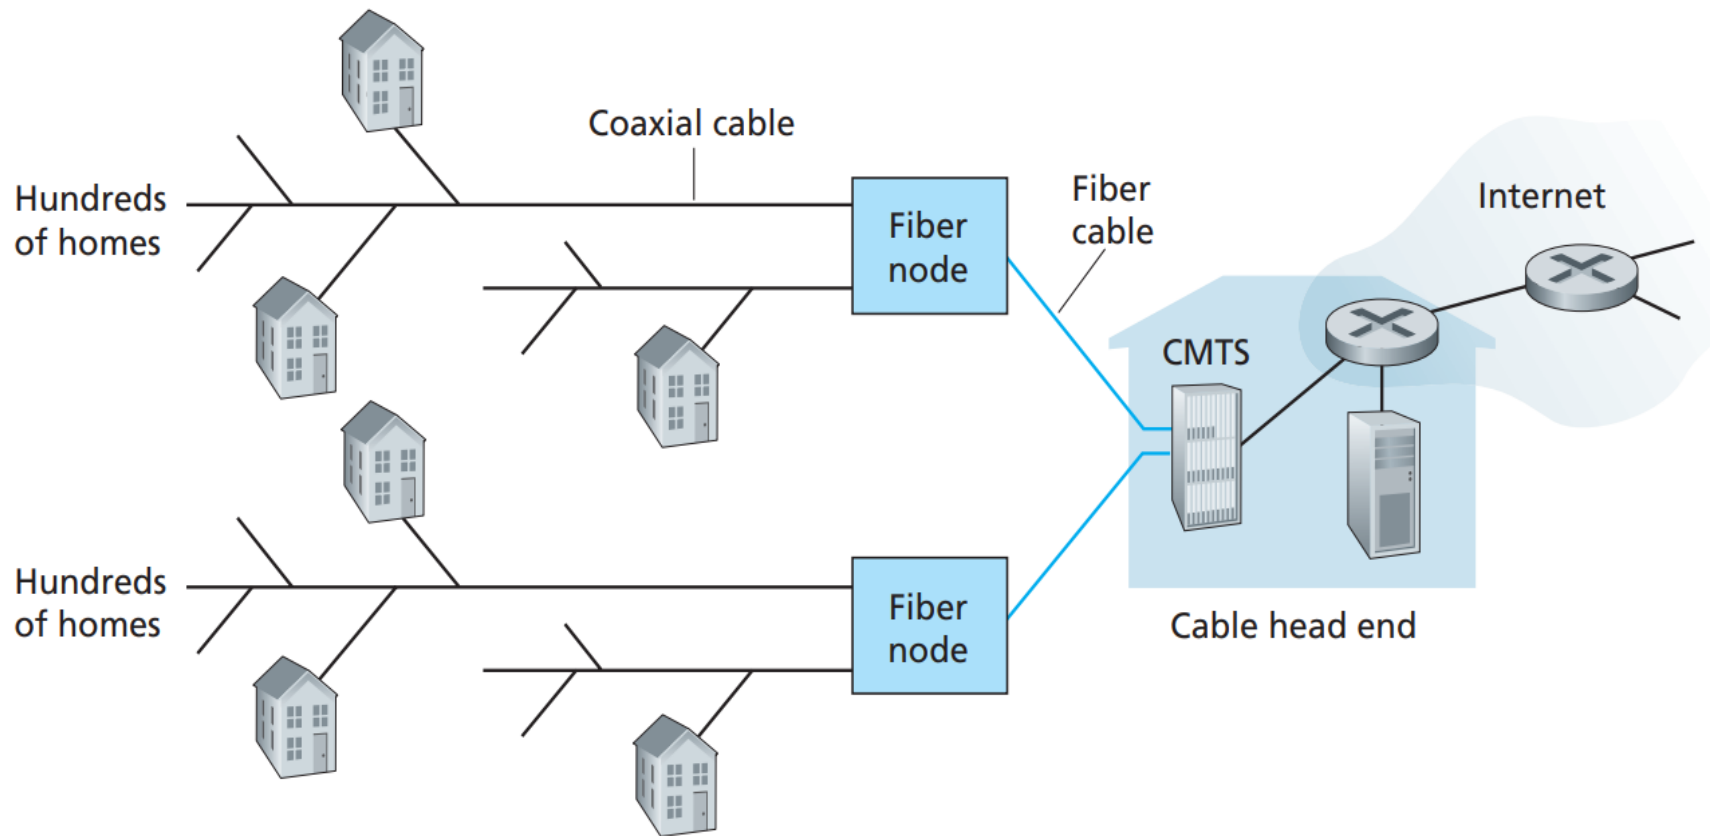 Coaxial cable
Hundreds
of homes
Fiber
node
Fiber
cable
Internet
CMTS
Hundreds
of homes
Fiber
node
Cable head end